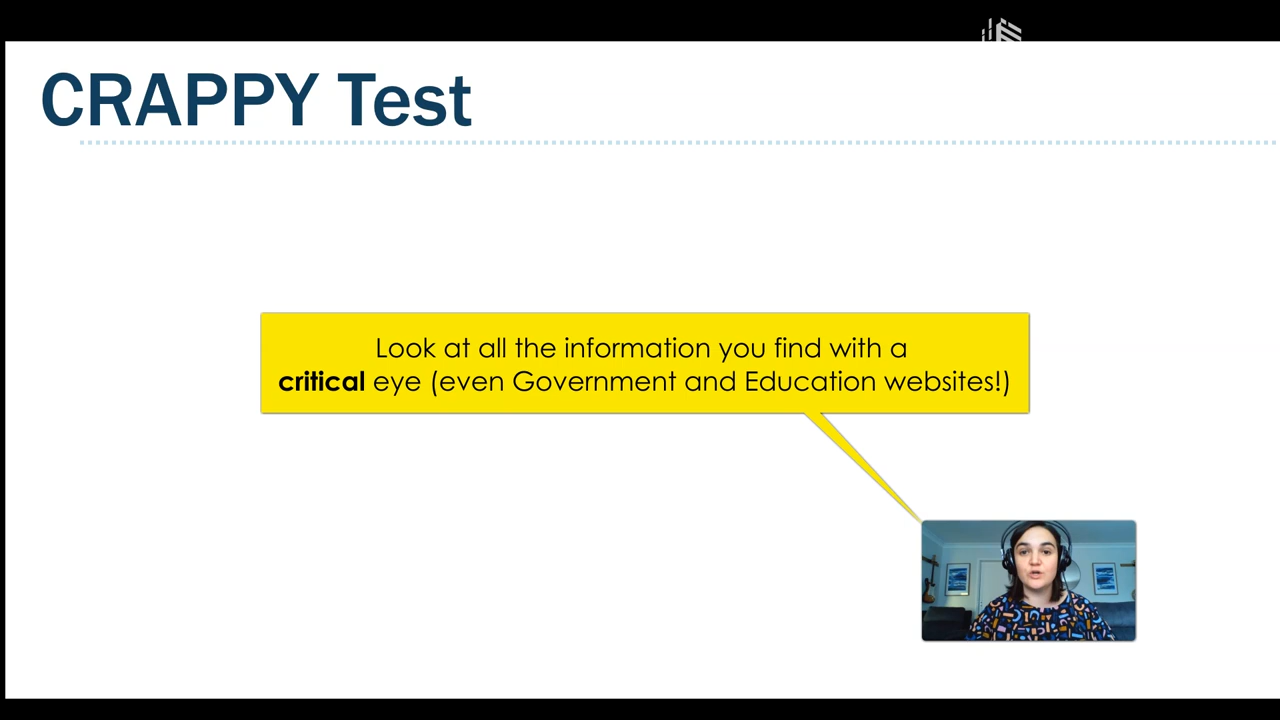 CRAPPY Test
Look at all the information you find with a
critical eye (even Government and Education websites!)